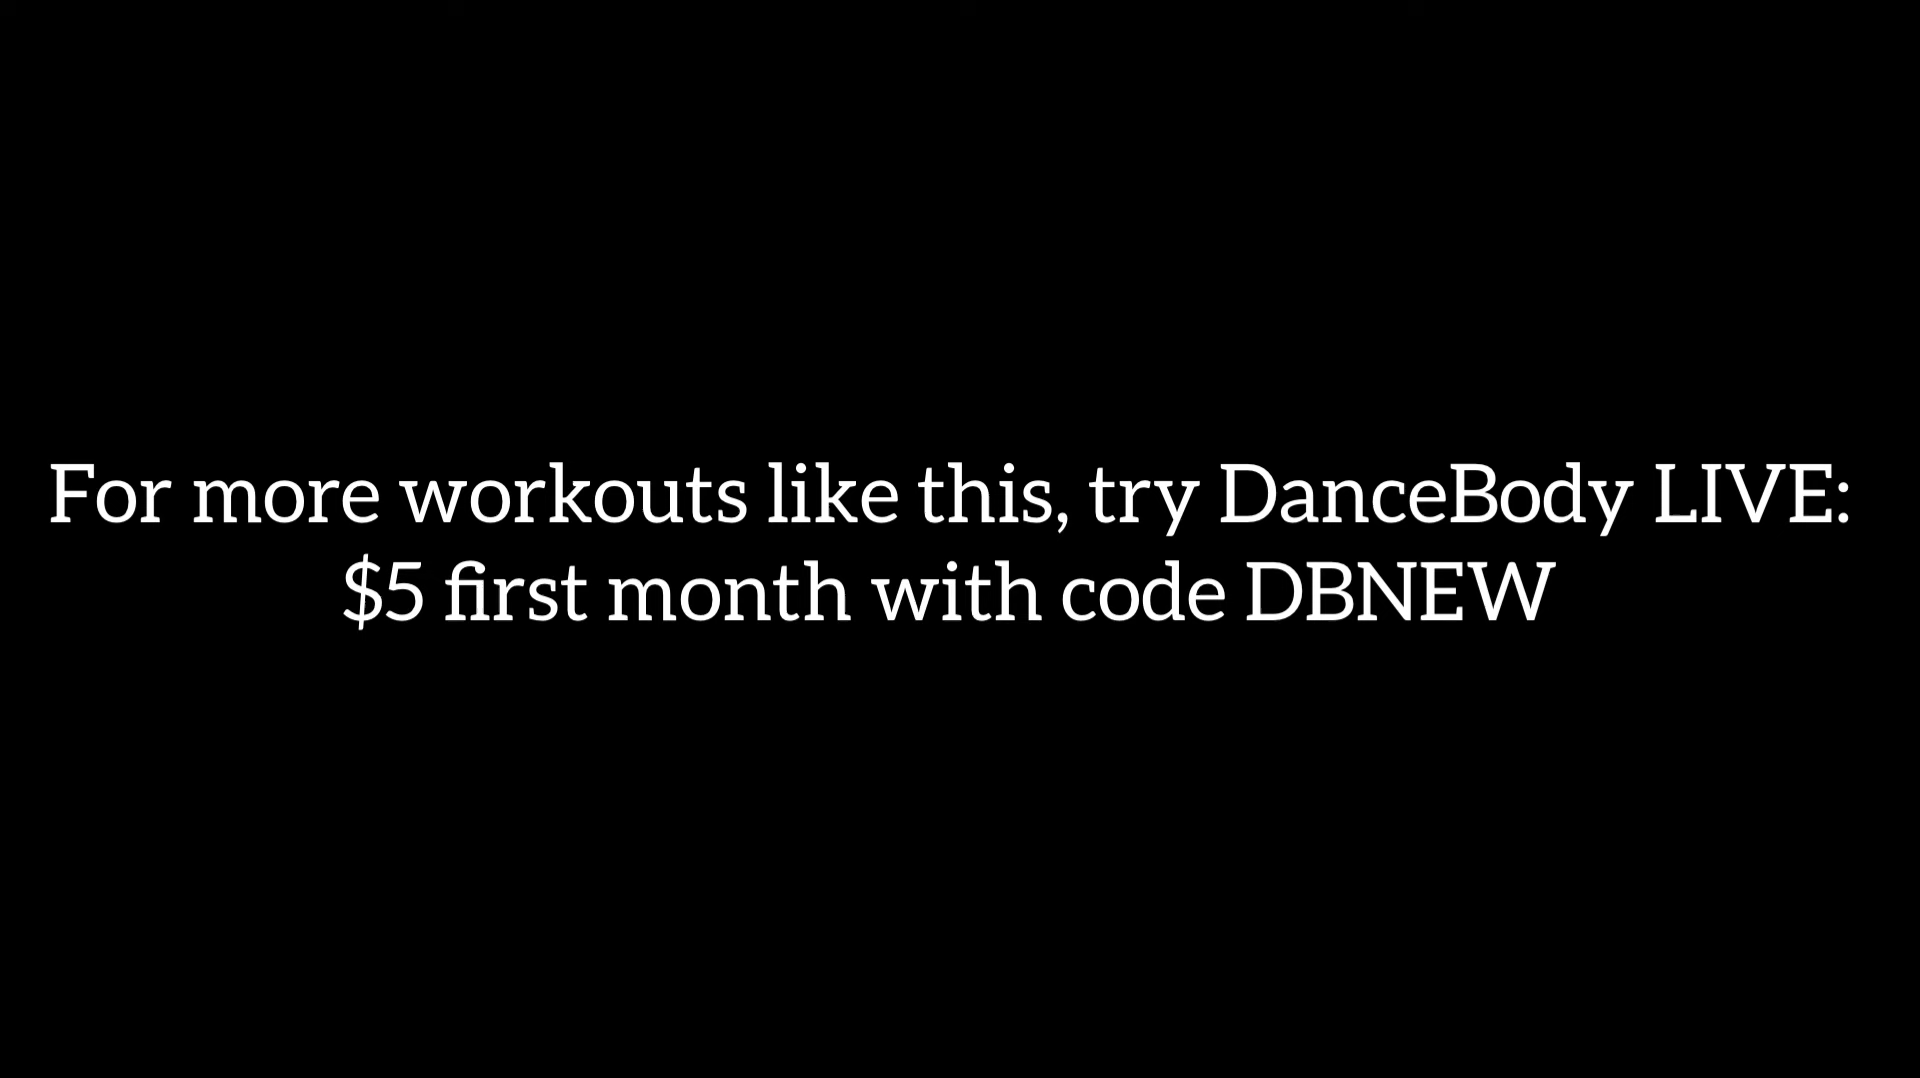 For more workouts like this, try DanceBody LIVE:
$5 first month with code DBNEW